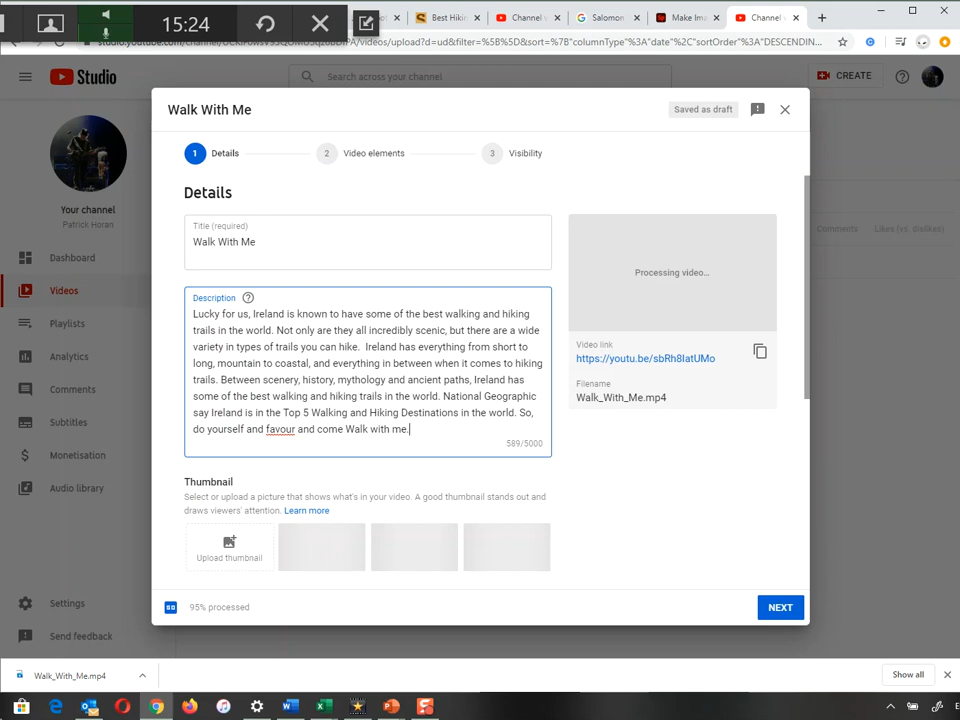 15:24
Best Hikin
Channel v
Salomon
Make Ima
Channel
studio.youtube.com/channel/
/videos/upload?d=ud&filter=%5B%5D&sort=%7B"columnType"%3A"date"%2C"sortOrder"%3A"DESCENDIN...
Studio
Search across your channel
CREATE
Your channel
Patrick Horan
Dashboard
Videos
Playlists
Analytics
Comments
Subtitles
Monetisation
Audio library
Settings
Send feedback
Comments
Likes (vs. dislikes)
Walk With Me
Saved as draft
1 Details
2 Video elements
3 Visibility
Details
Title (required)
Walk With Me
Description
Lucky for us, Ireland is known to have some of the best walking and hiking
trails in the world. Not only are they all incredibly scenic, but there are a wide
variety in types of trails you can hike. Ireland has everything from short to
long, mountain to coastal, and everything in between when it comes to hiking
trails. Between scenery, history, mythology and ancient paths, Ireland has
some of the best walking and hiking trails in the world. National Geographic
say Ireland is in the Top 5 Walking and Hiking Destinations in the world. So,
do yourself and favour and come Walk with me.
589/5000
Processing video...
Video link
https://youtu.be/sbRh8IatUMo
Filename
Walk_With_Me.mp4
Thumbnail
Select or upload a picture that shows what's in your video. A good thumbnail stands out and
draws viewers' attention. Learn more
Upload thumbnail
95% processed
NEXT
Walk_With_Me.mp4
Show all